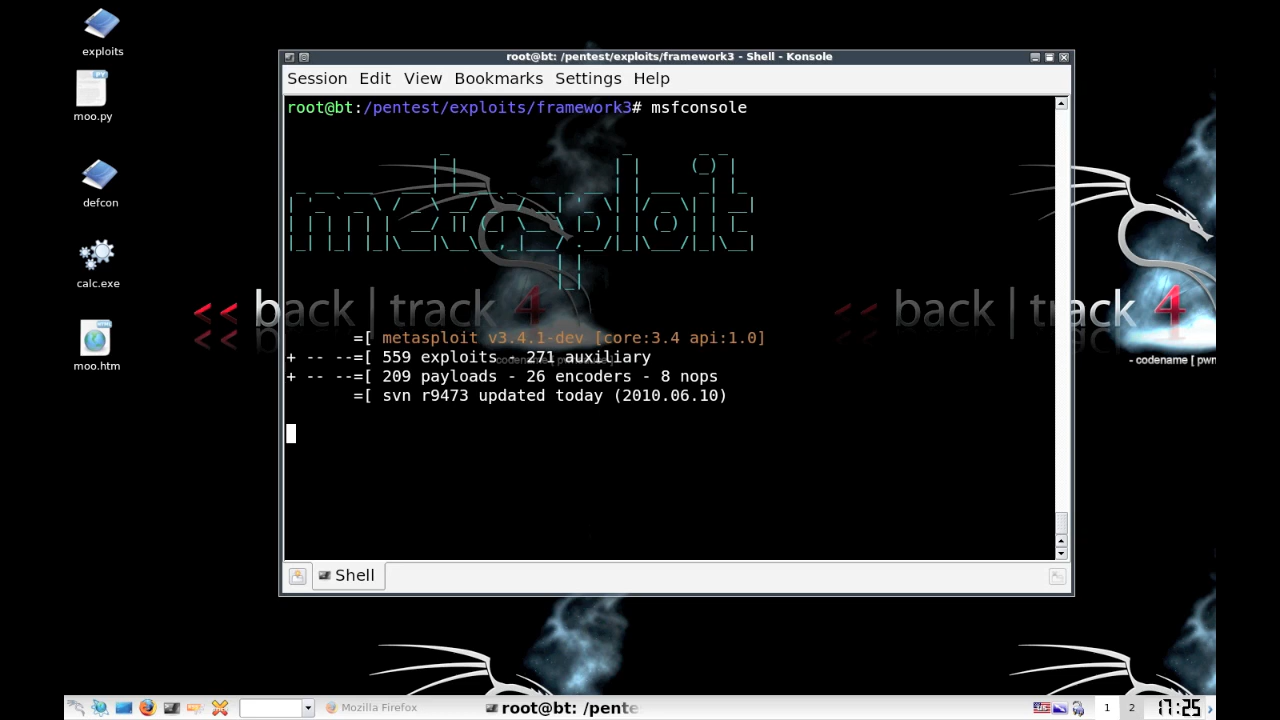 exploits
moo.py
defcon
calc.exe
moo.htm
root@bt: /pentest/exploits/framework3 - Shell - Konsole
Session Edit View Bookmarks Settings Help
root@bt:/pentest/exploits/framework3# msfconsole
metasploit
=[ metasploit v3.4.1-dev [core:3.4 api:1.0]
+ -- --=[ 559 exploits - 271 auxiliary
+ -- --=[ 209 payloads - 26 encoders - 8 nops
=[ svn r9473 updated today (2010.06.10)
Shell
<< back | track 4
<< back | track 4
- codename [ pwn
Mozilla Firefox
root@bt: /pente
1
2
17:25